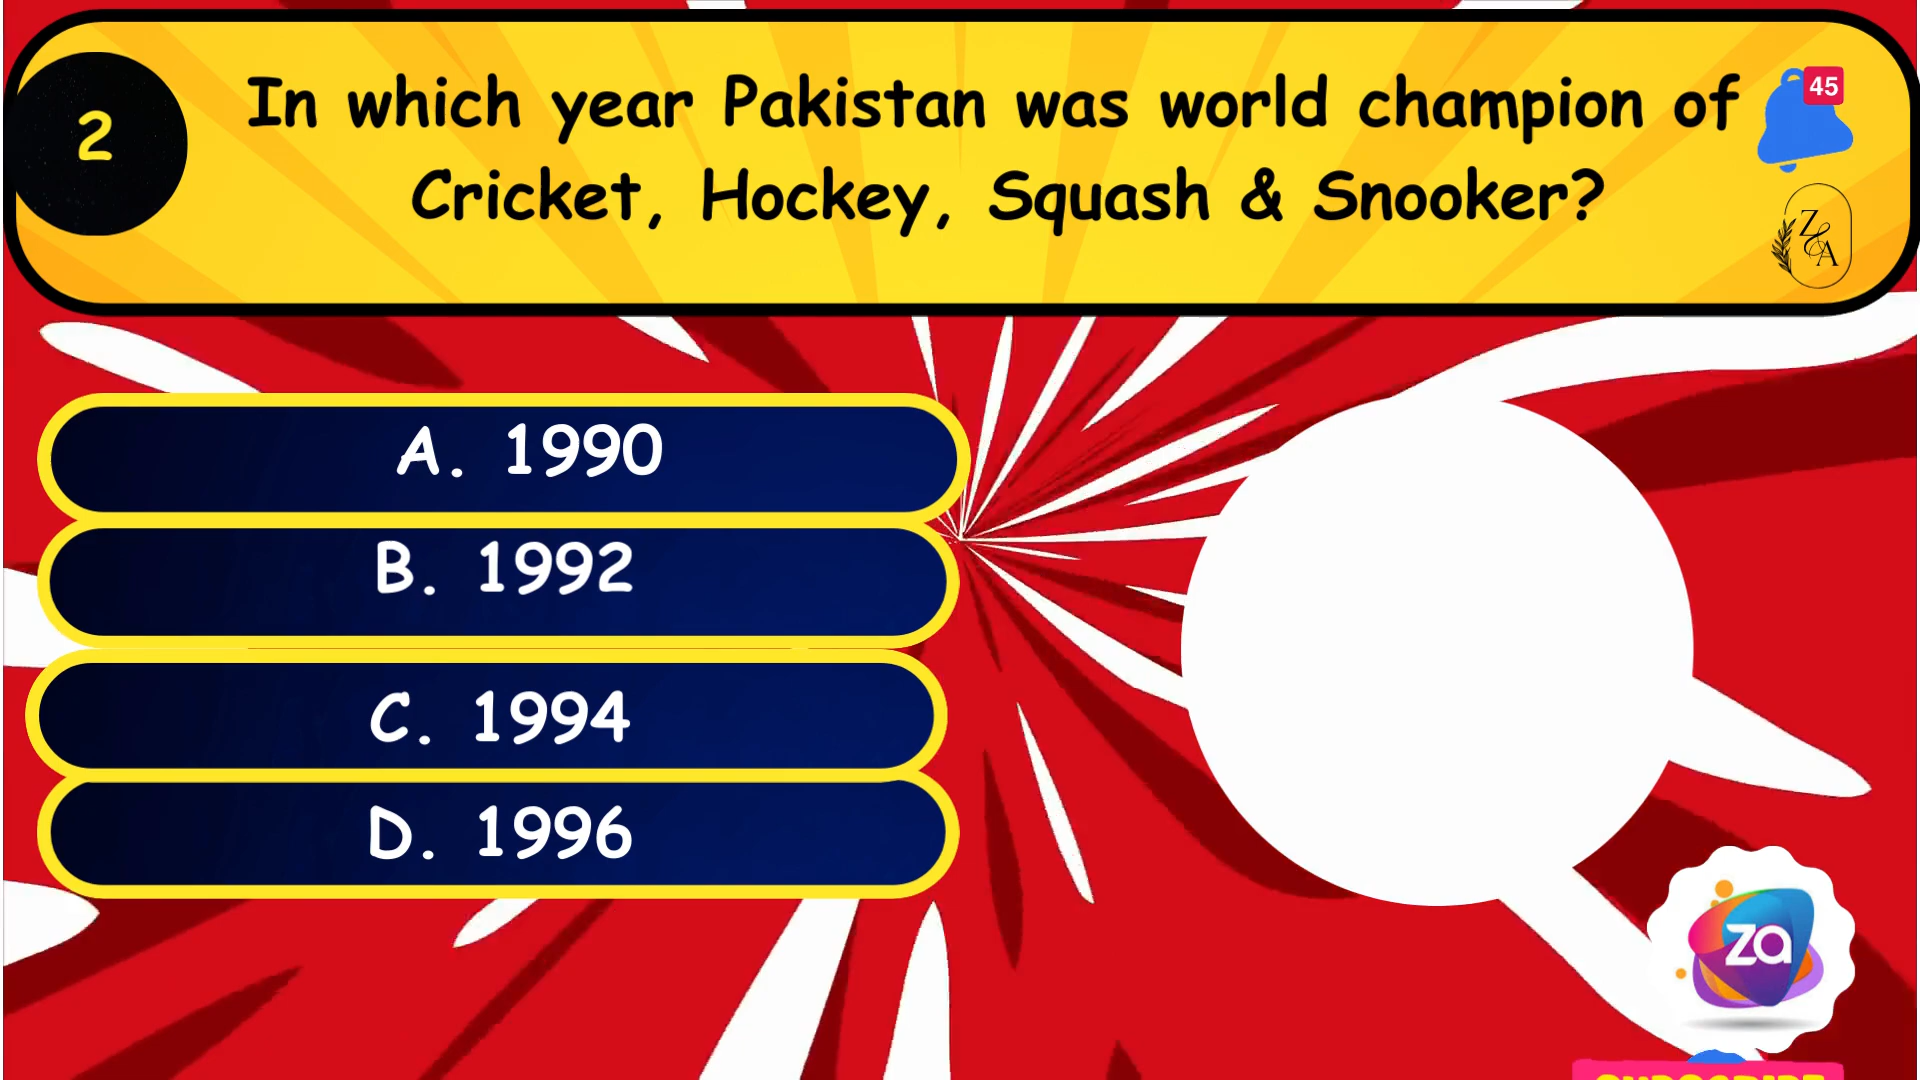 2
In which year Pakistan was world champion of
Cricket, Hockey, Squash & Snooker?
45
Z&A
A. 1990
B. 1992
C. 1994
D. 1996
za
SUBSCRIBE